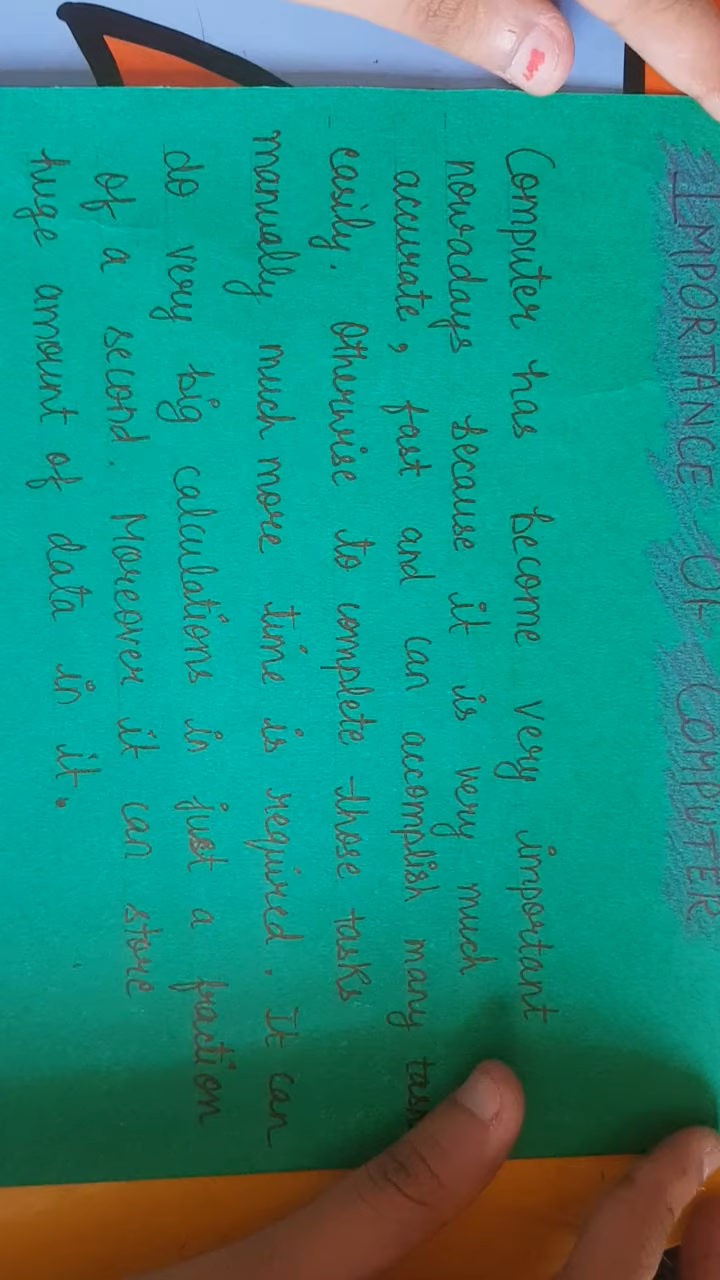 IMPORTANCE OF COMPUTER
Computer has become very important
nowadays because it is very much
accurate, fast and can accomplish many task
easily. Otherwise to complete those tasks
manually much more time is required. It can
do very big calculations in just a fraction
of a second. Moreover it can store
huge amount of data in it.